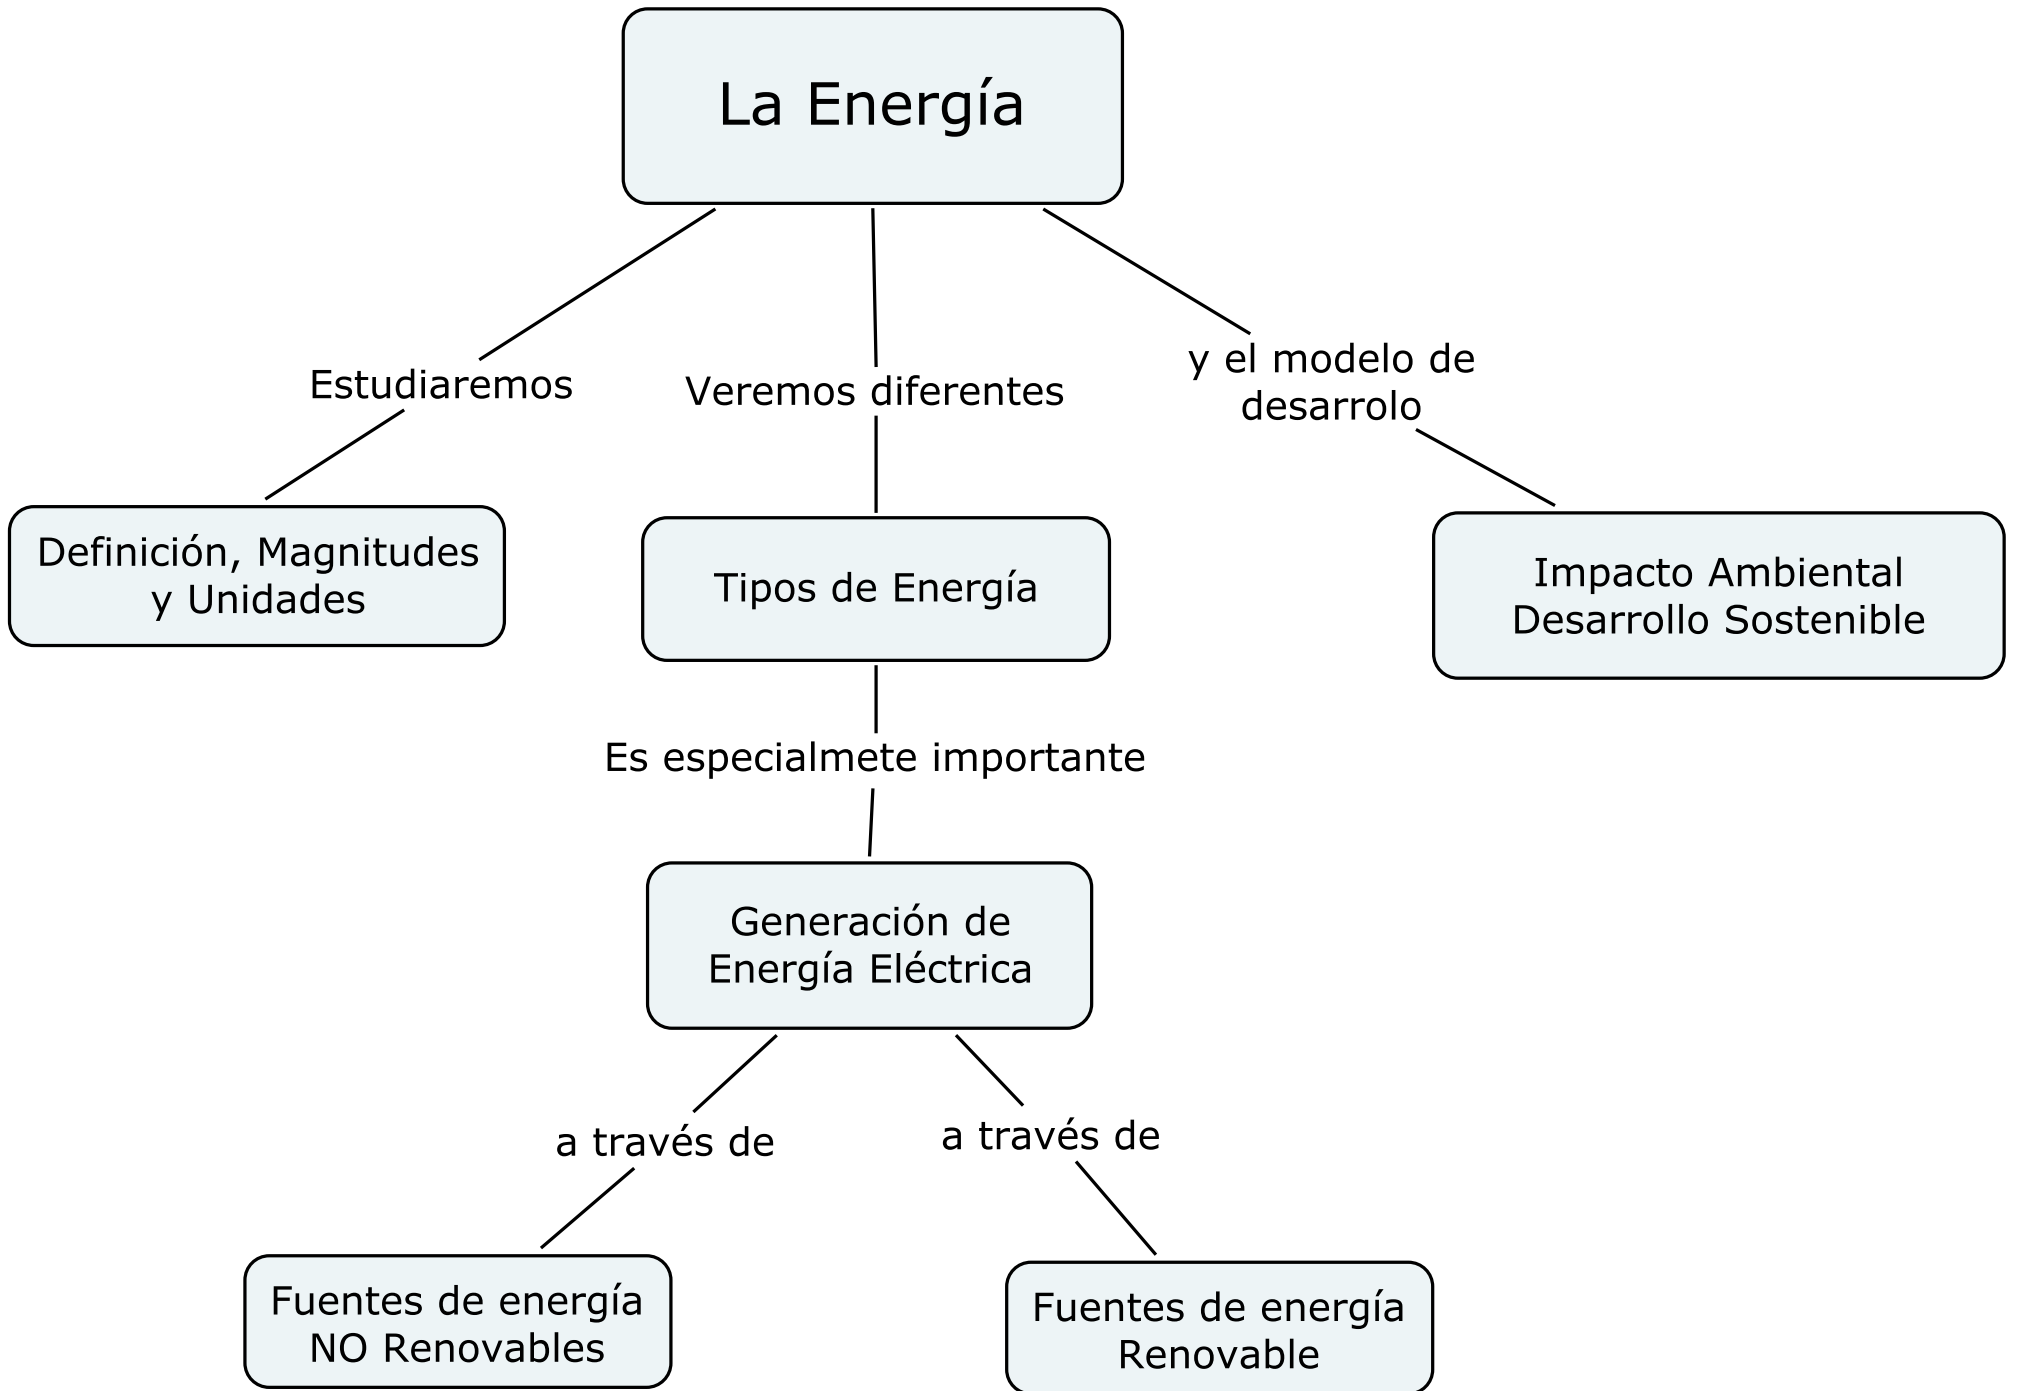 La Energía
Estudiaremos
Veremos diferentes
y el modelo de
desarrolo
Definición, Magnitudes
y Unidades
Tipos de Energía
Impacto Ambiental
Desarrollo Sostenible
Es especialmete importante
Generación de
Energía Eléctrica
a través de
a través de
Fuentes de energía
NO Renovables
Fuentes de energía
Renovable